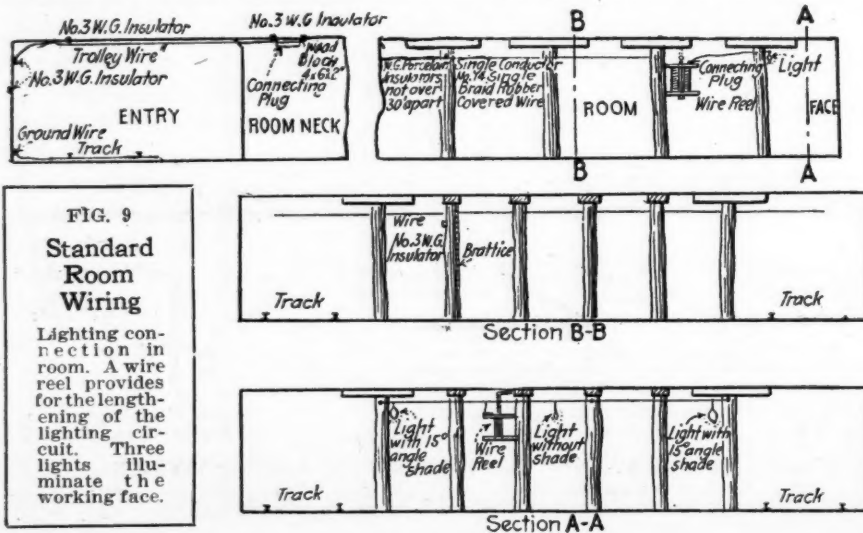 No.3 W.G. Insulator
No.3 W.G. Insulator
Trolley Wire
Wood
Block
4x6x2"
Connecting
Plug
No.3 W.G. Insulator
ENTRY
ROOM NECK
Ground Wire
Track
B
A
W.G. Porcelain
Insulators
not over
30' apart
Single Conductor
No.14, Single
Braid Rubber
Covered Wire
ROOM
Connecting
Plug
Wire Reel
Light
FACE
B
A
FIG. 9
Standard
Room
Wiring
Lighting con-
nection in
room. A wire
reel provides
for the length-
ening of the
lighting cir-
cuit. Three
lights illu-
minate the
working face.
Wire
No.3 W.G.
Insulator
Brattice
Track
Track
Section B-B
Light
with 15°
angle
shade
Wire
Reel
Light
without
shade
Light with
15° angle
shade
Track
Track
Section A-A